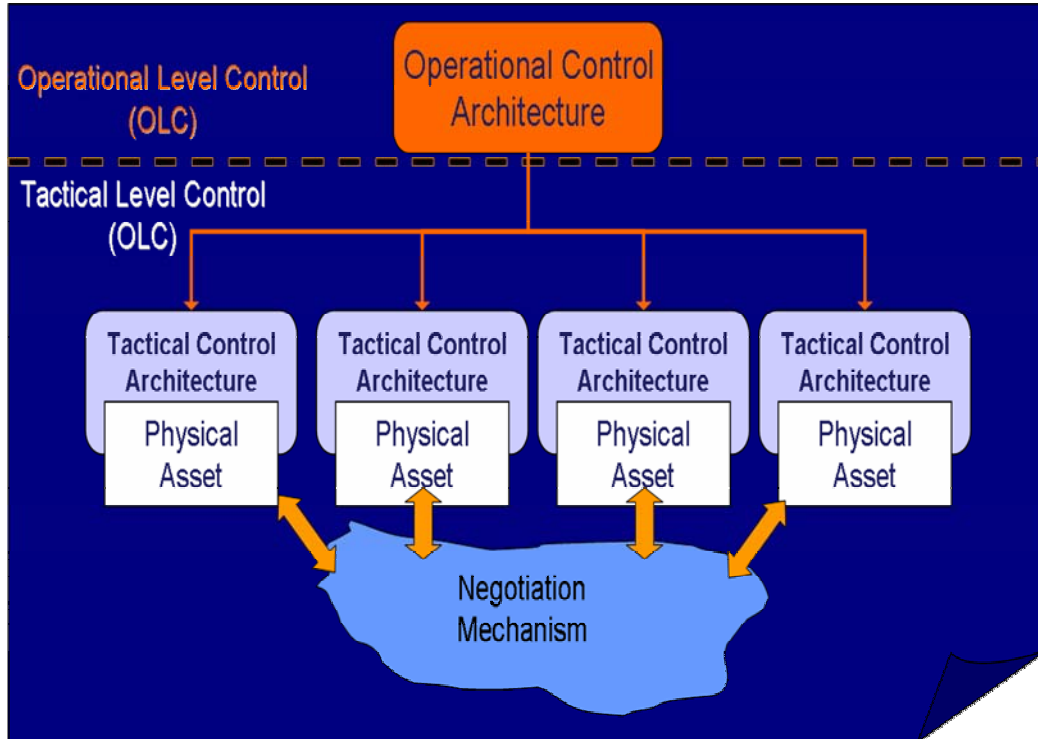 Operational Control
Architecture
Operational Level Control
(OLC)
Tactical Level Control
(OLC)
Tactical Control
Architecture
Physical
Asset
Tactical Control
Architecture
Physical
Asset
Tactical Control
Architecture
Physical
Asset
Tactical Control
Architecture
Physical
Asset
Negotiation
Mechanism